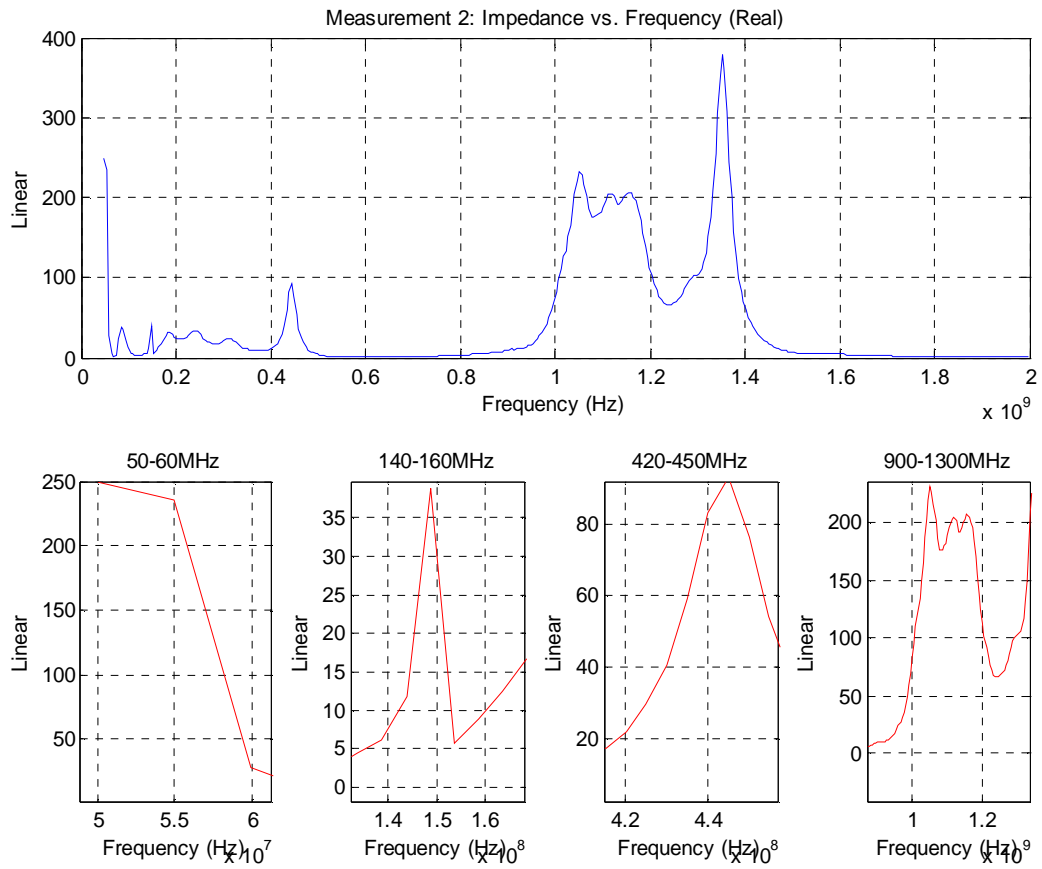 Measurement 2: Impedance vs. Frequency (Real)
400
300
200
100
0
Linear
0 0.2 0.4 0.6 0.8 1 1.2 1.4 1.6 1.8 2
Frequency (Hz)
x 10^9
50-60MHz
250
200
150
100
50
Linear
5 5.5 6
Frequency (Hz)
x 10^7
140-160MHz
35
30
25
20
15
10
5
0
Linear
1.4 1.5 1.6
Frequency (Hz)
x 10^8
420-450MHz
80
60
40
20
Linear
4.2 4.4
Frequency (Hz)
x 10^8
900-1300MHz
200
150
100
50
0
Linear
1 1.2
Frequency (Hz)
x 10^9